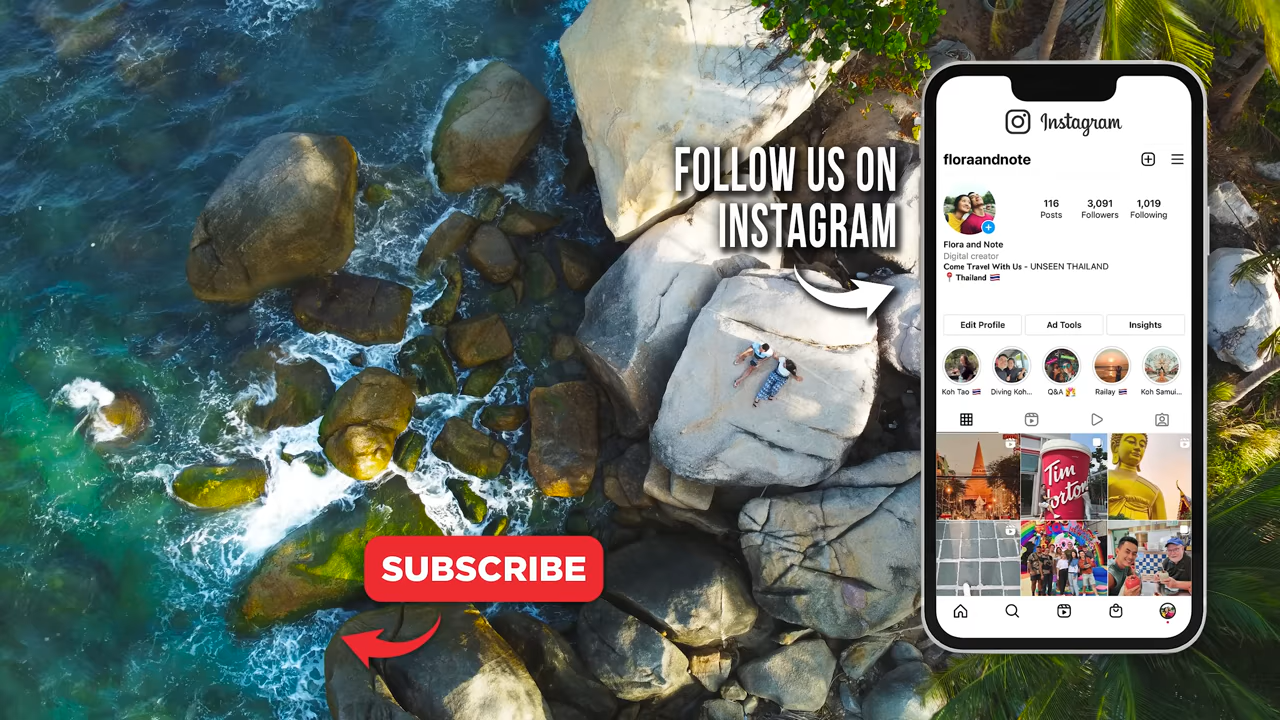 FOLLOW US ON
INSTAGRAM
SUBSCRIBE
Instagram
floraandnote
116 3,091 1,019
Posts Followers Following
Flora and Note
Digital creator
Come Travel With Us - UNSEEN THAILAND
Thailand
Edit Profile Ad Tools Insights
Koh Tao Diving Koh... Q&A Railay Koh Samui...
Tim
Hortons